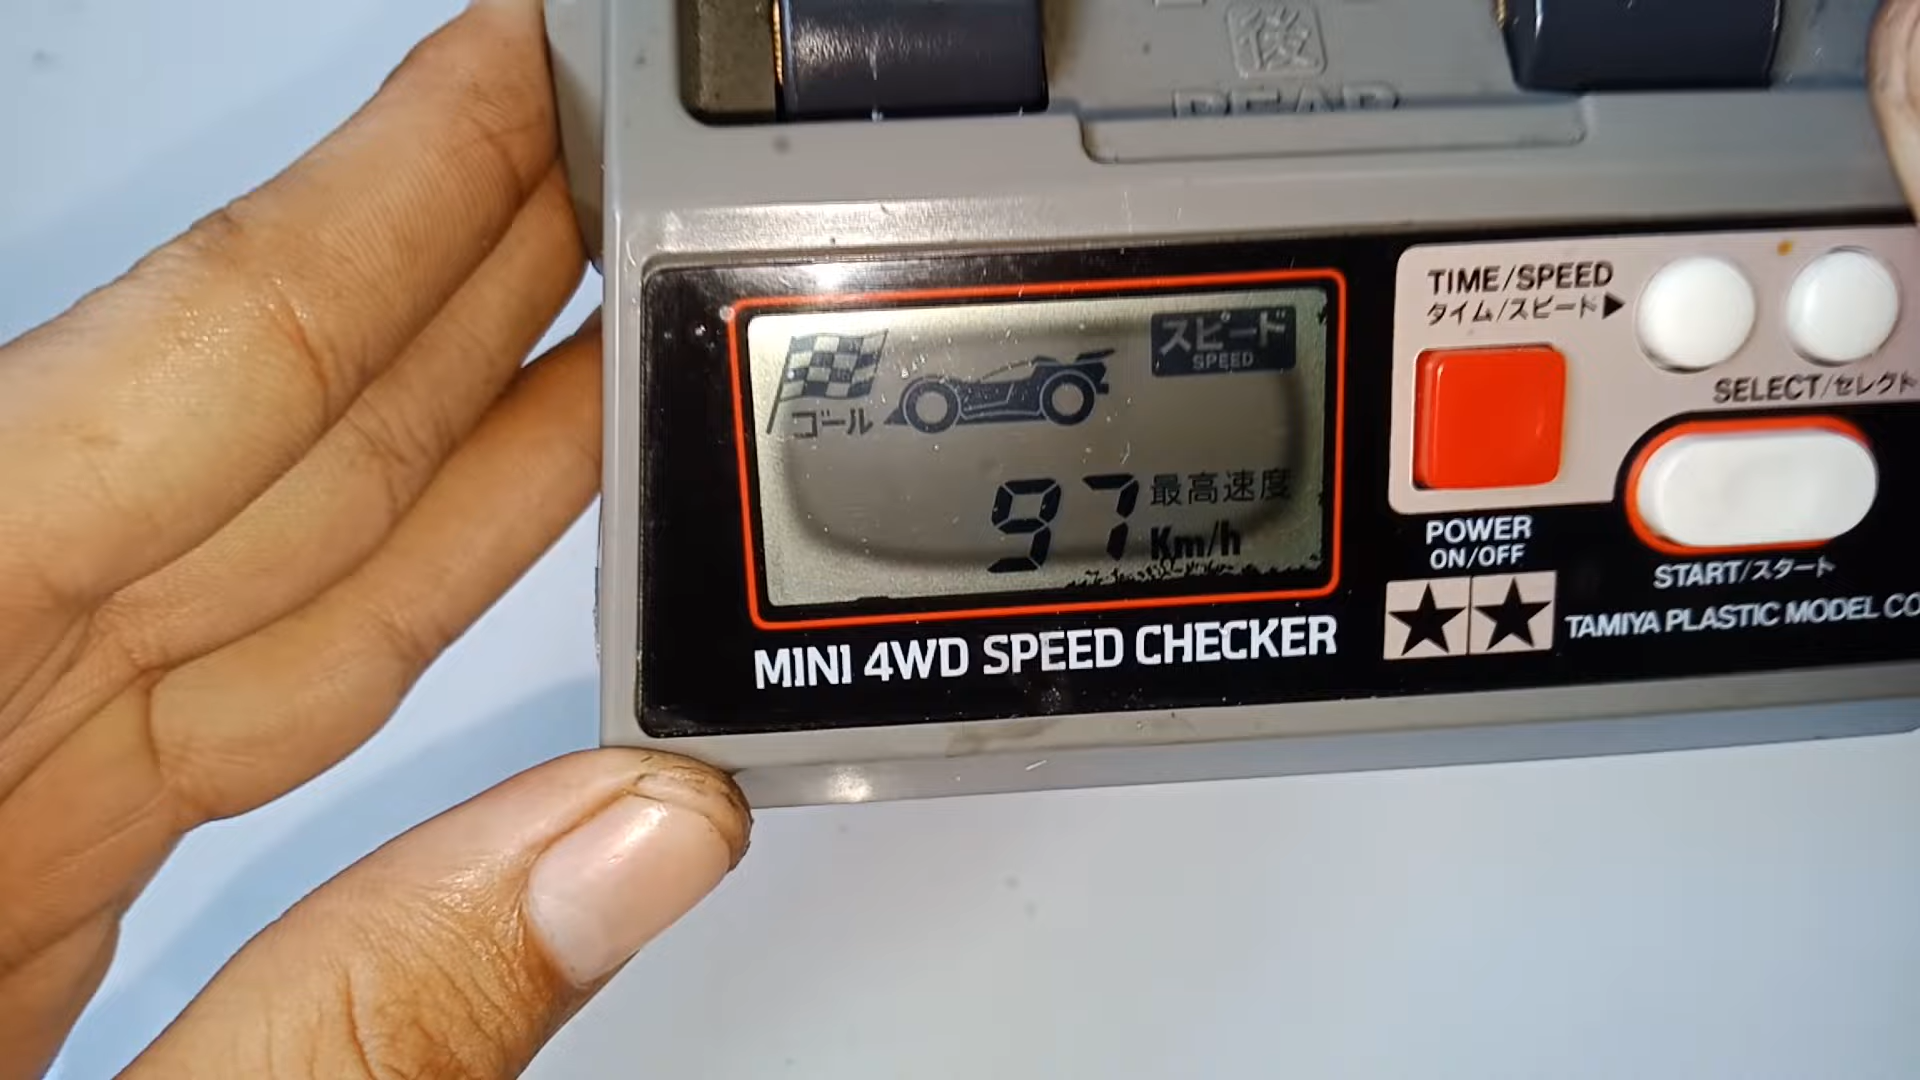 後
REAR
TIME/SPEED
タイム/スピード▶
スピード
SPEED
ゴール
SELECT/セレクト
97
最高速度
Km/h
POWER
ON/OFF
START/スタート
TAMIYA PLASTIC MODEL CO
MINI 4WD SPEED CHECKER